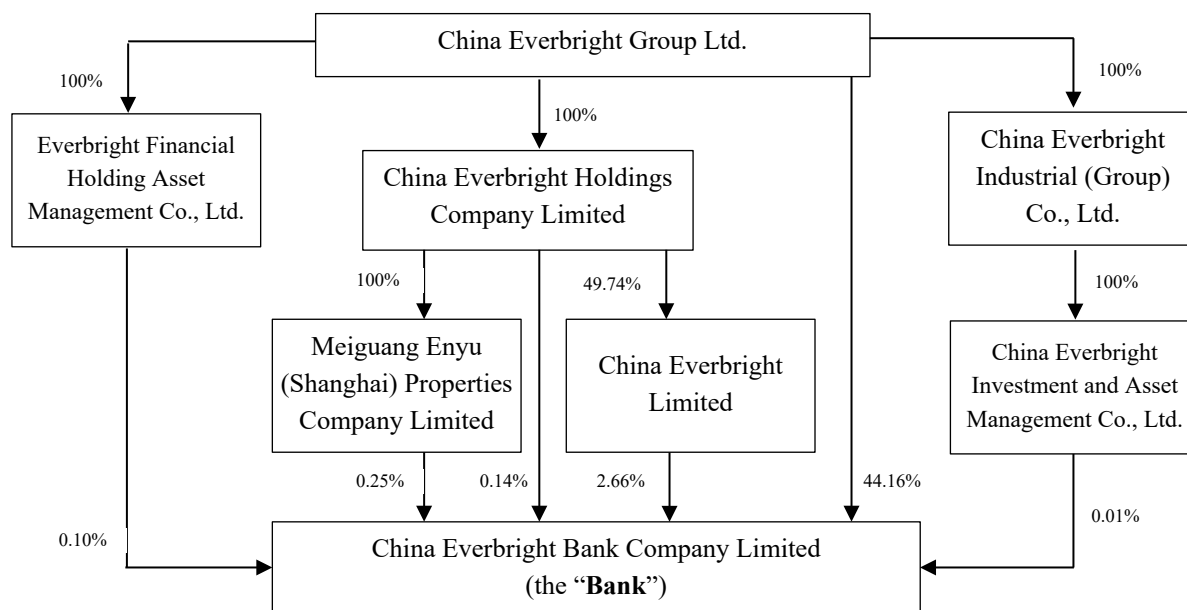 China Everbright Group Ltd.
100%
100%
100%
Everbright Financial
Holding Asset
Management Co., Ltd.
China Everbright Holdings
Company Limited
China Everbright
Industrial (Group)
Co., Ltd.
100%
49.74%
100%
Meiguang Enyu
(Shanghai) Properties
Company Limited
China Everbright
Limited
China Everbright
Investment and Asset
Management Co., Ltd.
0.25%
0.14%
2.66%
44.16%
0.10%
0.01%
China Everbright Bank Company Limited
(the “Bank”)